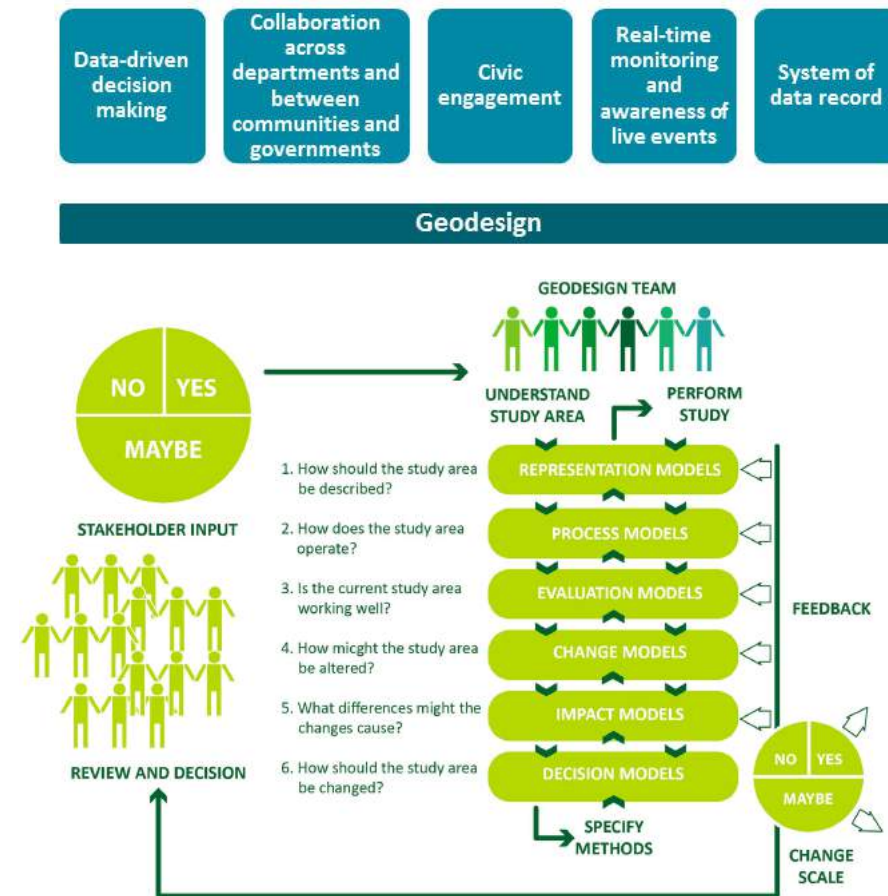 Data-driven
decision
making
Collaboration
across
departments and
between
communities and
governments
Civic
engagement
Real-time
monitoring
and
awareness of
live events
System of
data record
Geodesign
GEODESIGN TEAM
NO
YES
MAYBE
STAKEHOLDER INPUT
UNDERSTAND
STUDY AREA
PERFORM
STUDY
1. How should the study area
be described?
REPRESENTATION MODELS
2. How does the study area
operate?
PROCESS MODELS
3. Is the current study area
working well?
EVALUATION MODELS
FEEDBACK
4. How micght the study area
be altered?
CHANGE MODELS
5. What differences might the
changes cause?
IMPACT MODELS
6. How should the study area
be changed?
DECISION MODELS
REVIEW AND DECISION
NO
YES
MAYBE
SPECIFY
METHODS
CHANGE
SCALE